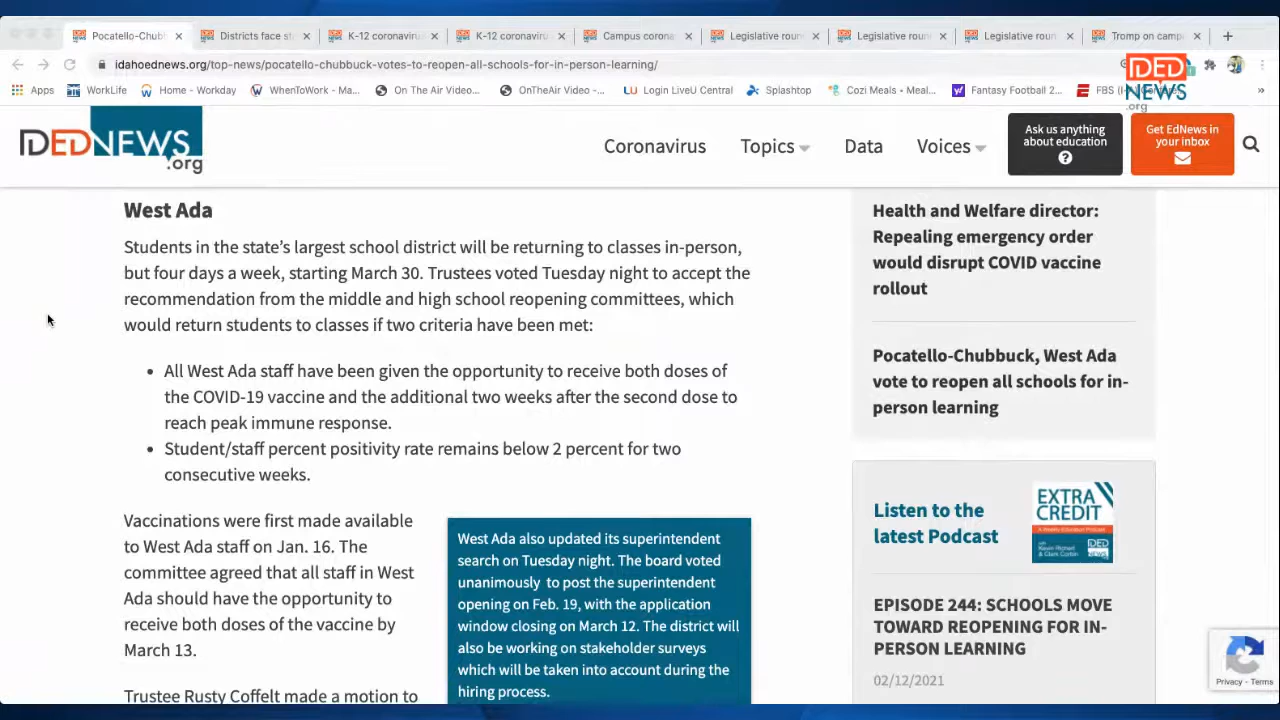 Pocatello-Chubb
Districts face st
K-12 coronavirus
K-12 coronaviru
Campus corona
Legislative roun
Legislative roun
Legislative roun
Tromp on campus
idahoednews.org/top-news/pocatello-chubbuck-votes-to-reopen-all-schools-for-in-person-learning/
Apps
WorkLife
Home - Workday
WhenToWork - Ma...
On The Air Video...
OnTheAir Video -...
Login LiveU Central
Splashtop
Cozi Meals • Meal...
Fantasy Football 2...
IDED
NEWS
.org
IDEDNEWS
.org
Coronavirus
Topics
Data
Voices
Ask us anything
about education
Get EdNews in
your inbox
West Ada
Students in the state’s largest school district will be returning to classes in-person,
but four days a week, starting March 30. Trustees voted Tuesday night to accept the
recommendation from the middle and high school reopening committees, which
would return students to classes if two criteria have been met:
• All West Ada staff have been given the opportunity to receive both doses of
the COVID-19 vaccine and the additional two weeks after the second dose to
reach peak immune response.
• Student/staff percent positivity rate remains below 2 percent for two
consecutive weeks.
Vaccinations were first made available
to West Ada staff on Jan. 16. The
committee agreed that all staff in West
Ada should have the opportunity to
receive both doses of the vaccine by
March 13.
Trustee Rusty Coffelt made a motion to
West Ada also updated its superintendent
search on Tuesday night. The board voted
unanimously to post the superintendent
opening on Feb. 19, with the application
window closing on March 12. The district will
also be working on stakeholder surveys
which will be taken into account during the
hiring process.
Health and Welfare director:
Repealing emergency order
would disrupt COVID vaccine
rollout
Pocatello-Chubbuck, West Ada
vote to reopen all schools for in-
person learning
Listen to the
latest Podcast
EXTRA
CREDIT
EPISODE 244: SCHOOLS MOVE
TOWARD REOPENING FOR IN-
PERSON LEARNING
02/12/2021
Privacy - Terms